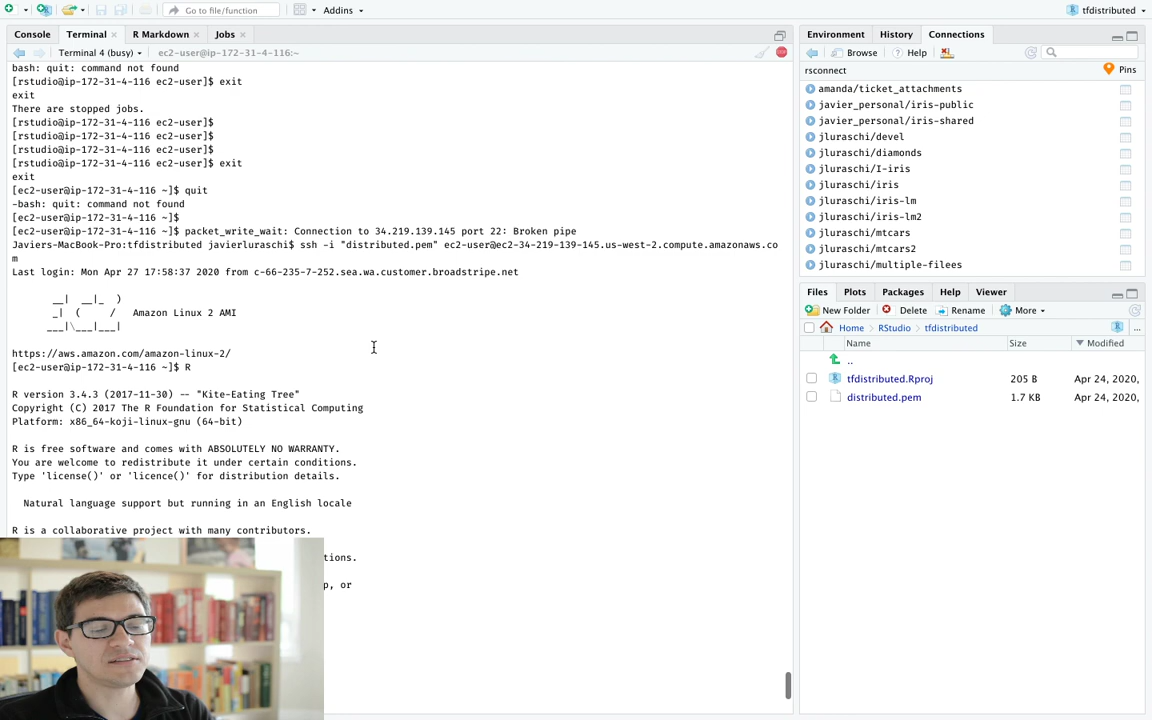 Go to file/function
Addins
tfdistributed
Console
Terminal
R Markdown
Jobs
Terminal 4 (busy)
ec2-user@ip-172-31-4-116:~
bash: quit: command not found
[rstudio@ip-172-31-4-116 ec2-user]$ exit
exit
There are stopped jobs.
[rstudio@ip-172-31-4-116 ec2-user]$
[rstudio@ip-172-31-4-116 ec2-user]$
[rstudio@ip-172-31-4-116 ec2-user]$
[rstudio@ip-172-31-4-116 ec2-user]$ exit
exit
[ec2-user@ip-172-31-4-116 ~]$ quit
-bash: quit: command not found
[ec2-user@ip-172-31-4-116 ~]$
[ec2-user@ip-172-31-4-116 ~]$ packet_write_wait: Connection to 34.219.139.145 port 22: Broken pipe
Javiers-MacBook-Pro:tfdistributed javierluraschi$ ssh -i "distributed.pem" ec2-user@ec2-34-219-139-145.us-west-2.compute.amazonaws.co
m
Last login: Mon Apr 27 17:58:37 2020 from c-66-235-7-252.sea.wa.customer.broadstripe.net
__|  __|_  )
_|  (     /   Amazon Linux 2 AMI
___|\___|___|
https://aws.amazon.com/amazon-linux-2/
[ec2-user@ip-172-31-4-116 ~]$ R
R version 3.4.3 (2017-11-30) -- "Kite-Eating Tree"
Copyright (C) 2017 The R Foundation for Statistical Computing
Platform: x86_64-koji-linux-gnu (64-bit)
R is free software and comes with ABSOLUTELY NO WARRANTY.
You are welcome to redistribute it under certain conditions.
Type 'license()' or 'licence()' for distribution details.
Natural language support but running in an English locale
R is a collaborative project with many contributors.
tions.
p, or
Environment
History
Connections
Browse
Help
rsconnect
Pins
amanda/ticket_attachments
javier_personal/iris-public
javier_personal/iris-shared
jluraschi/devel
jluraschi/diamonds
jluraschi/I-iris
jluraschi/iris
jluraschi/iris-lm
jluraschi/iris-lm2
jluraschi/mtcars
jluraschi/mtcars2
jluraschi/multiple-filees
Files
Plots
Packages
Help
Viewer
New Folder
Delete
Rename
More
Home
RStudio
tfdistributed
...
Name
Size
Modified
..
tfdistributed.Rproj
205 B
Apr 24, 2020,
distributed.pem
1.7 KB
Apr 24, 2020,